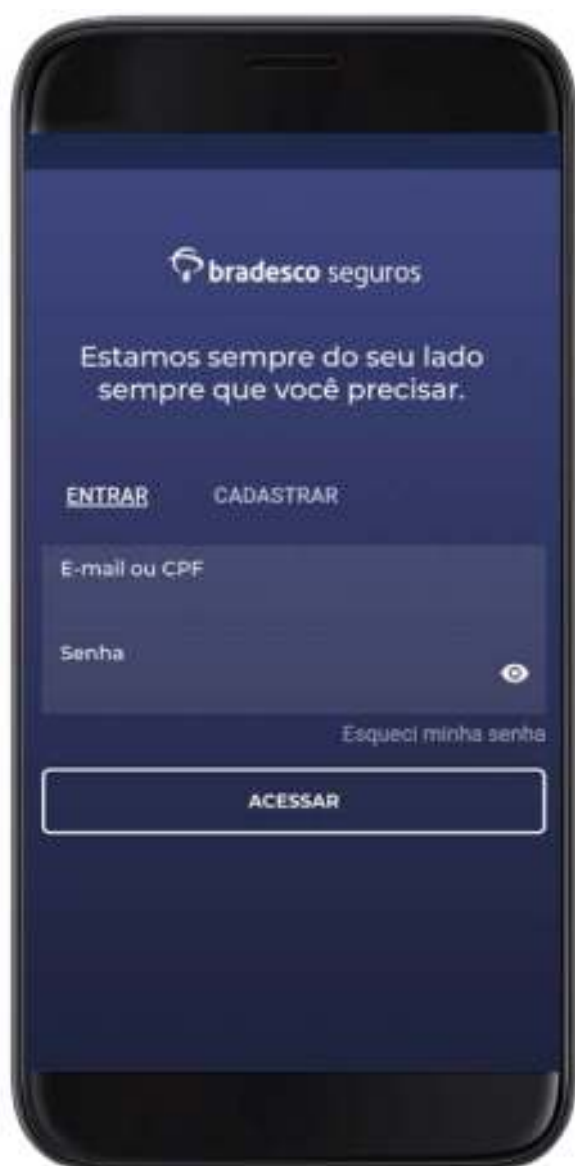 bradesco seguros
Estamos sempre do seu lado
sempre que você precisar.
ENTRAR CADASTRAR
E-mail ou CPF
Senha
Esqueci minha senha
ACESSAR